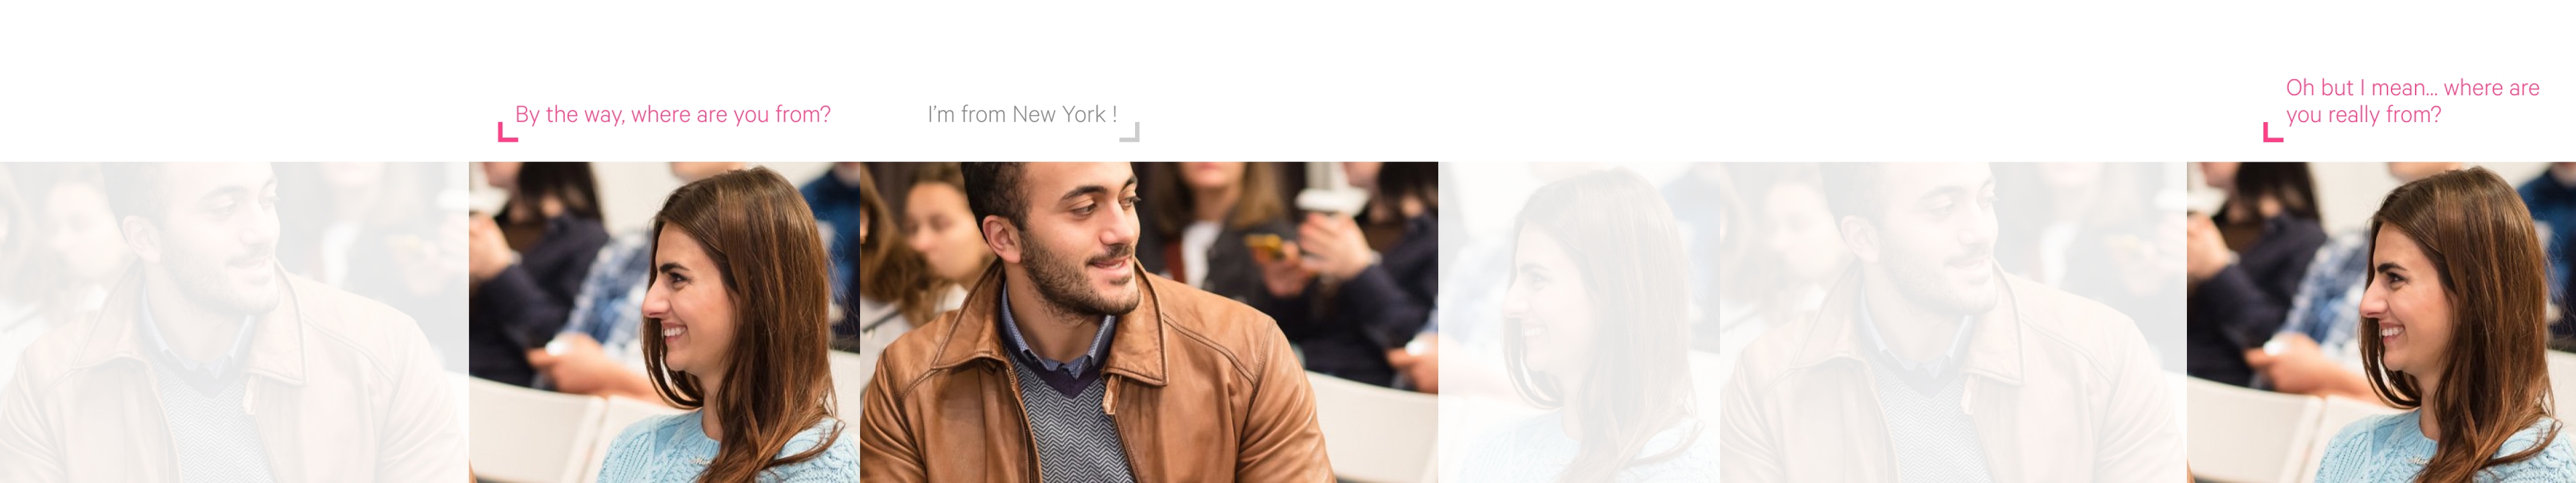 By the way, where are you from?
I'm from New York !
Oh but I mean... where are
you really from?